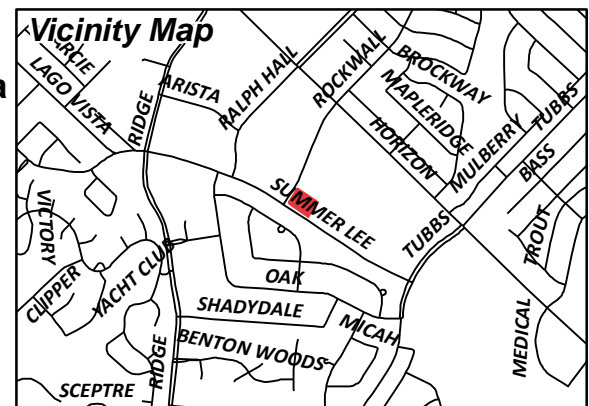 Vicinity Map
a
LAGO VISTA
RIDGE
ARISTA
RALPH HALL
ROCKWALL
BROCKWAY
MAPLERIDGE
HORIZON
MULBERRY
TUBBS
BASS
SUMMER LEE
TUBBS
TROUT
VICTORY
CLIPPER
YACHT CLUB
OAK
SHADYDALE
MICAH
MEDICAL
BENTON WOODS
RIDGE
SCEPTRE